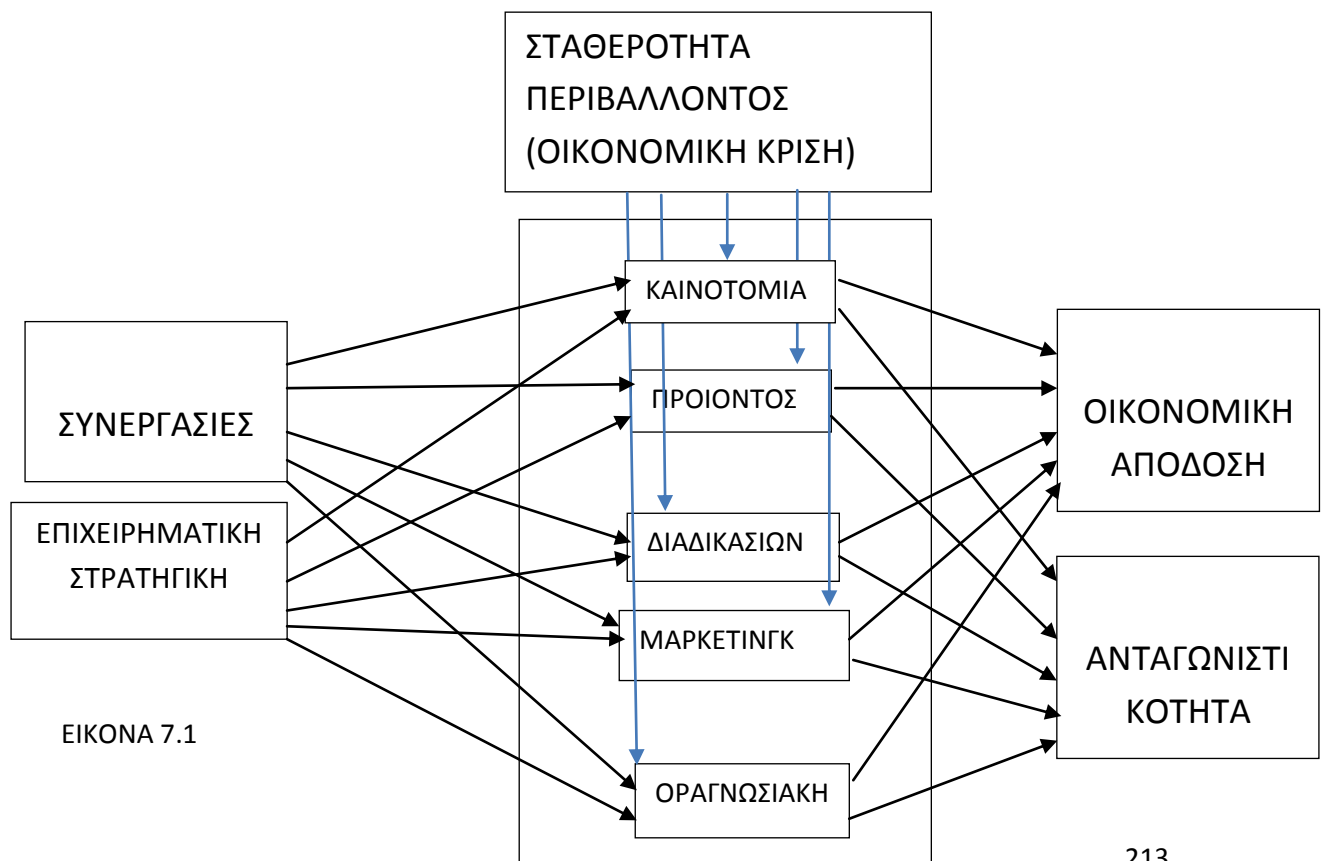 ΣΤΑΘΕΡΟΤΗΤΑ
ΠΕΡΙΒΑΛΛΟΝΤΟΣ
(ΟΙΚΟΝΟΜΙΚΗ ΚΡΙΣΗ)
ΚΑΙΝΟΤΟΜΙΑ
ΠΡΟΙΟΝΤΟΣ
ΔΙΑΔΙΚΑΣΙΩΝ
ΜΑΡΚΕΤΙΝΓΚ
ΟΡΑΓΝΩΣΙΑΚΗ
ΣΥΝΕΡΓΑΣΙΕΣ
ΕΠΙΧΕΙΡΗΜΑΤΙΚΗ
ΣΤΡΑΤΗΓΙΚΗ
ΟΙΚΟΝΟΜΙΚΗ
ΑΠΟΔΟΣΗ
ΑΝΤΑΓΩΝΙΣΤΙ
ΚΟΤΗΤΑ
ΕΙΚΟΝΑ 7.1
213